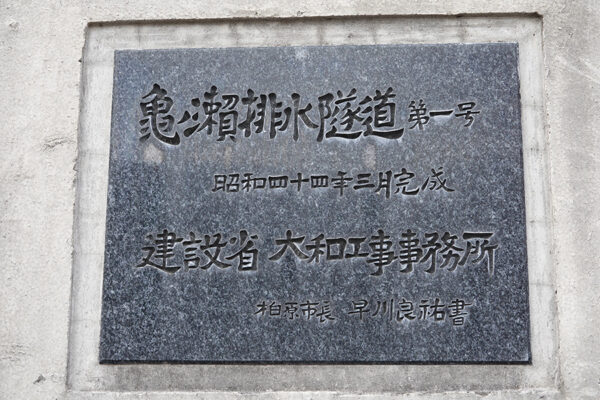 亀ノ瀬排水隧道第一号
昭和四十四年三月完成
建設省 大和工事事務所
柏原市長 早川良祐書